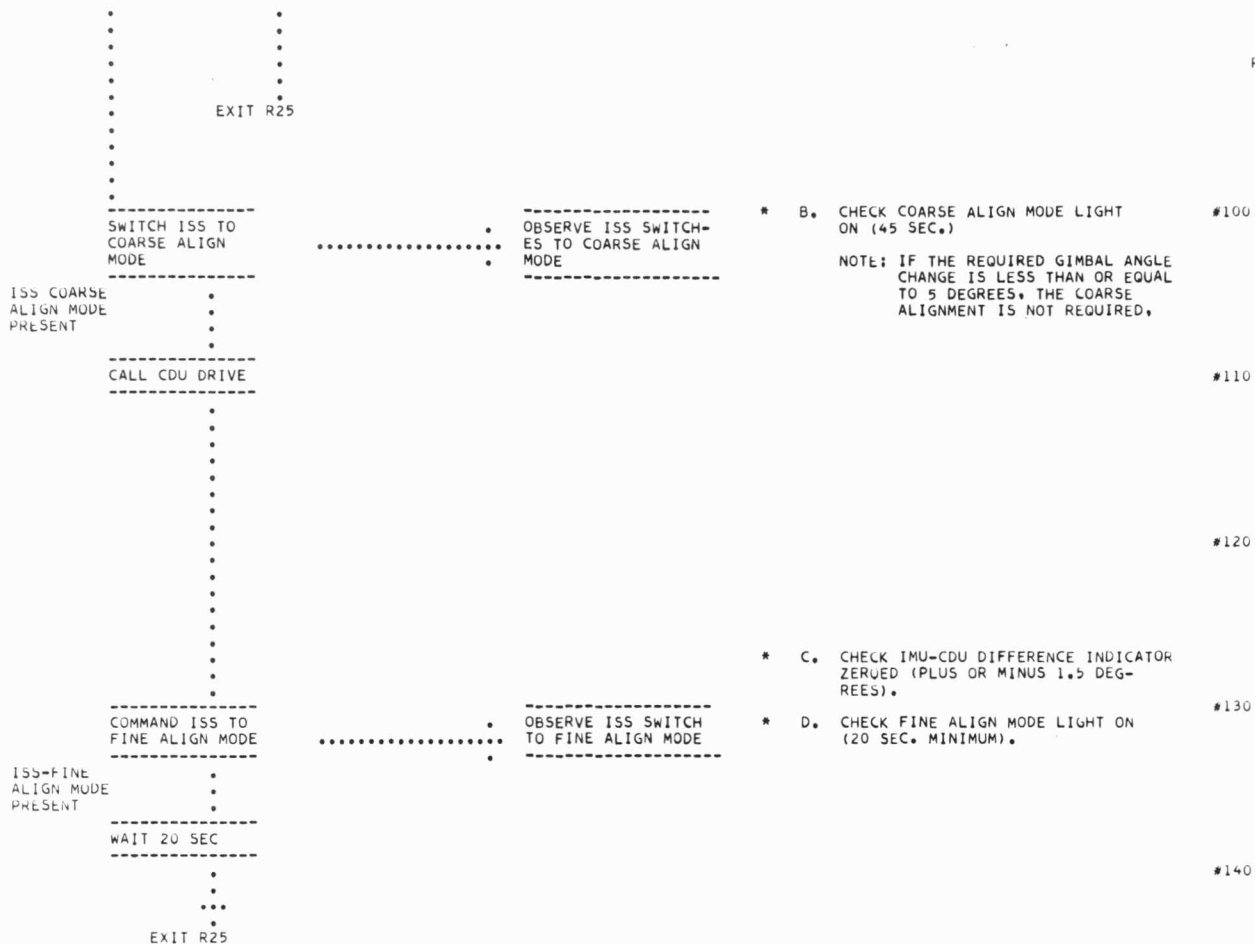 EXIT R25
SWITCH ISS TO
COARSE ALIGN
MODE
OBSERVE ISS SWITCH-
ES TO COARSE ALIGN
MODE
* B. CHECK COARSE ALIGN MODE LIGHT
ON (45 SEC.)
NOTE: IF THE REQUIRED GIMBAL ANGLE
CHANGE IS LESS THAN OR EQUAL
TO 5 DEGREES, THE COARSE
ALIGNMENT IS NOT REQUIRED,
#100
ISS COARSE
ALIGN MODE
PRESENT
CALL CDU DRIVE
#110
#120
* C. CHECK IMU-CDU DIFFERENCE INDICATOR
ZEROED (PLUS OR MINUS 1.5 DEG-
REES).
#130
COMMAND ISS TO
FINE ALIGN MODE
OBSERVE ISS SWITCH
TO FINE ALIGN MODE
* D. CHECK FINE ALIGN MODE LIGHT ON
(20 SEC. MINIMUM).
ISS-FINE
ALIGN MODE
PRESENT
WAIT 20 SEC
#140
EXIT R25